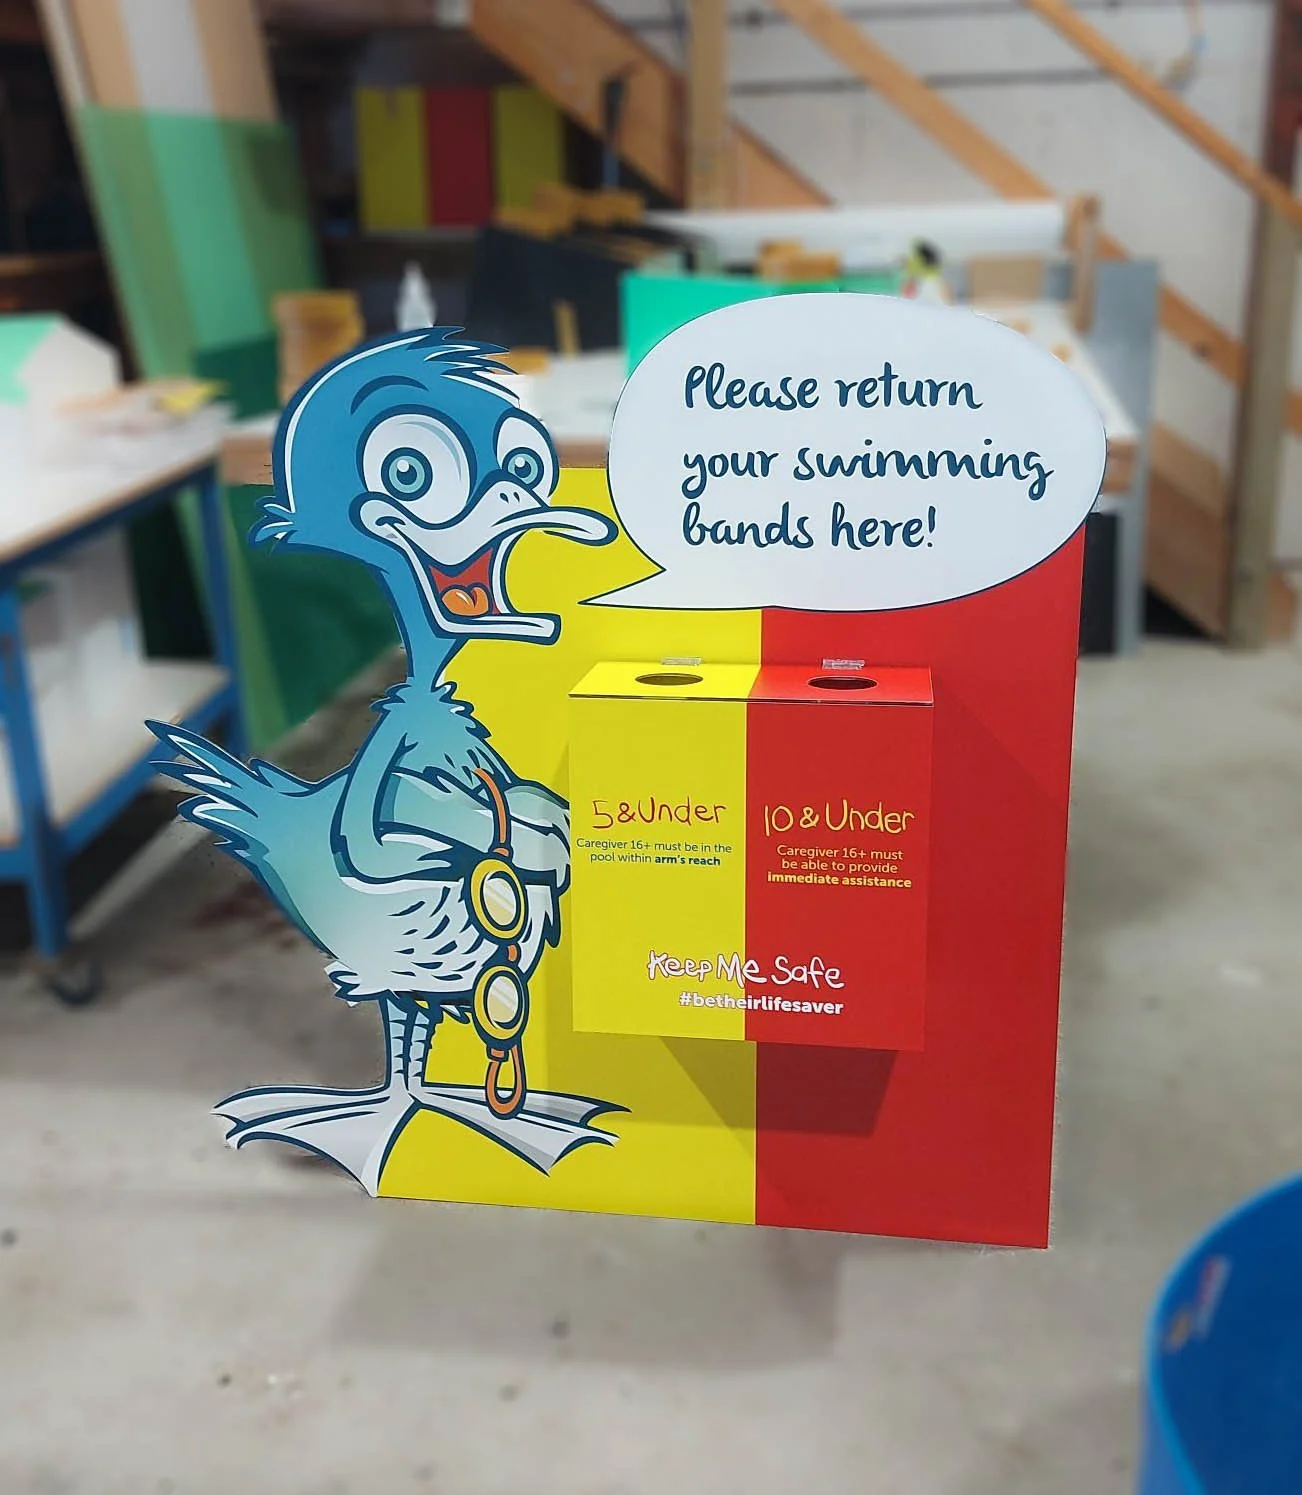 Please return
your swimming
bands here!
5 & Under
Caregiver 16+ must be in the
pool within arm's reach
10 & Under
Caregiver 16+ must
be able to provide
immediate assistance
Keep Me Safe
#betheirlifesaver